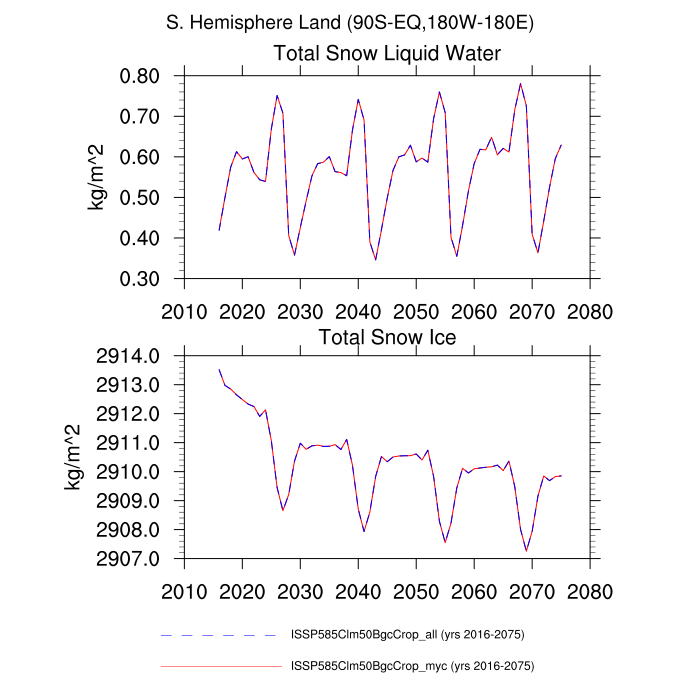 S. Hemisphere Land (90S-EQ,180W-180E)
Total Snow Liquid Water
0.80
0.70
0.60
0.50
0.40
0.30
kg/m^2
2010 2020 2030 2040 2050 2060 2070 2080
Total Snow Ice
2914.0
2913.0
2912.0
2911.0
2910.0
2909.0
2908.0
2907.0
kg/m^2
2010 2020 2030 2040 2050 2060 2070 2080
ISSP585Clm50BgcCrop_all (yrs 2016-2075)
ISSP585Clm50BgcCrop_myc (yrs 2016-2075)